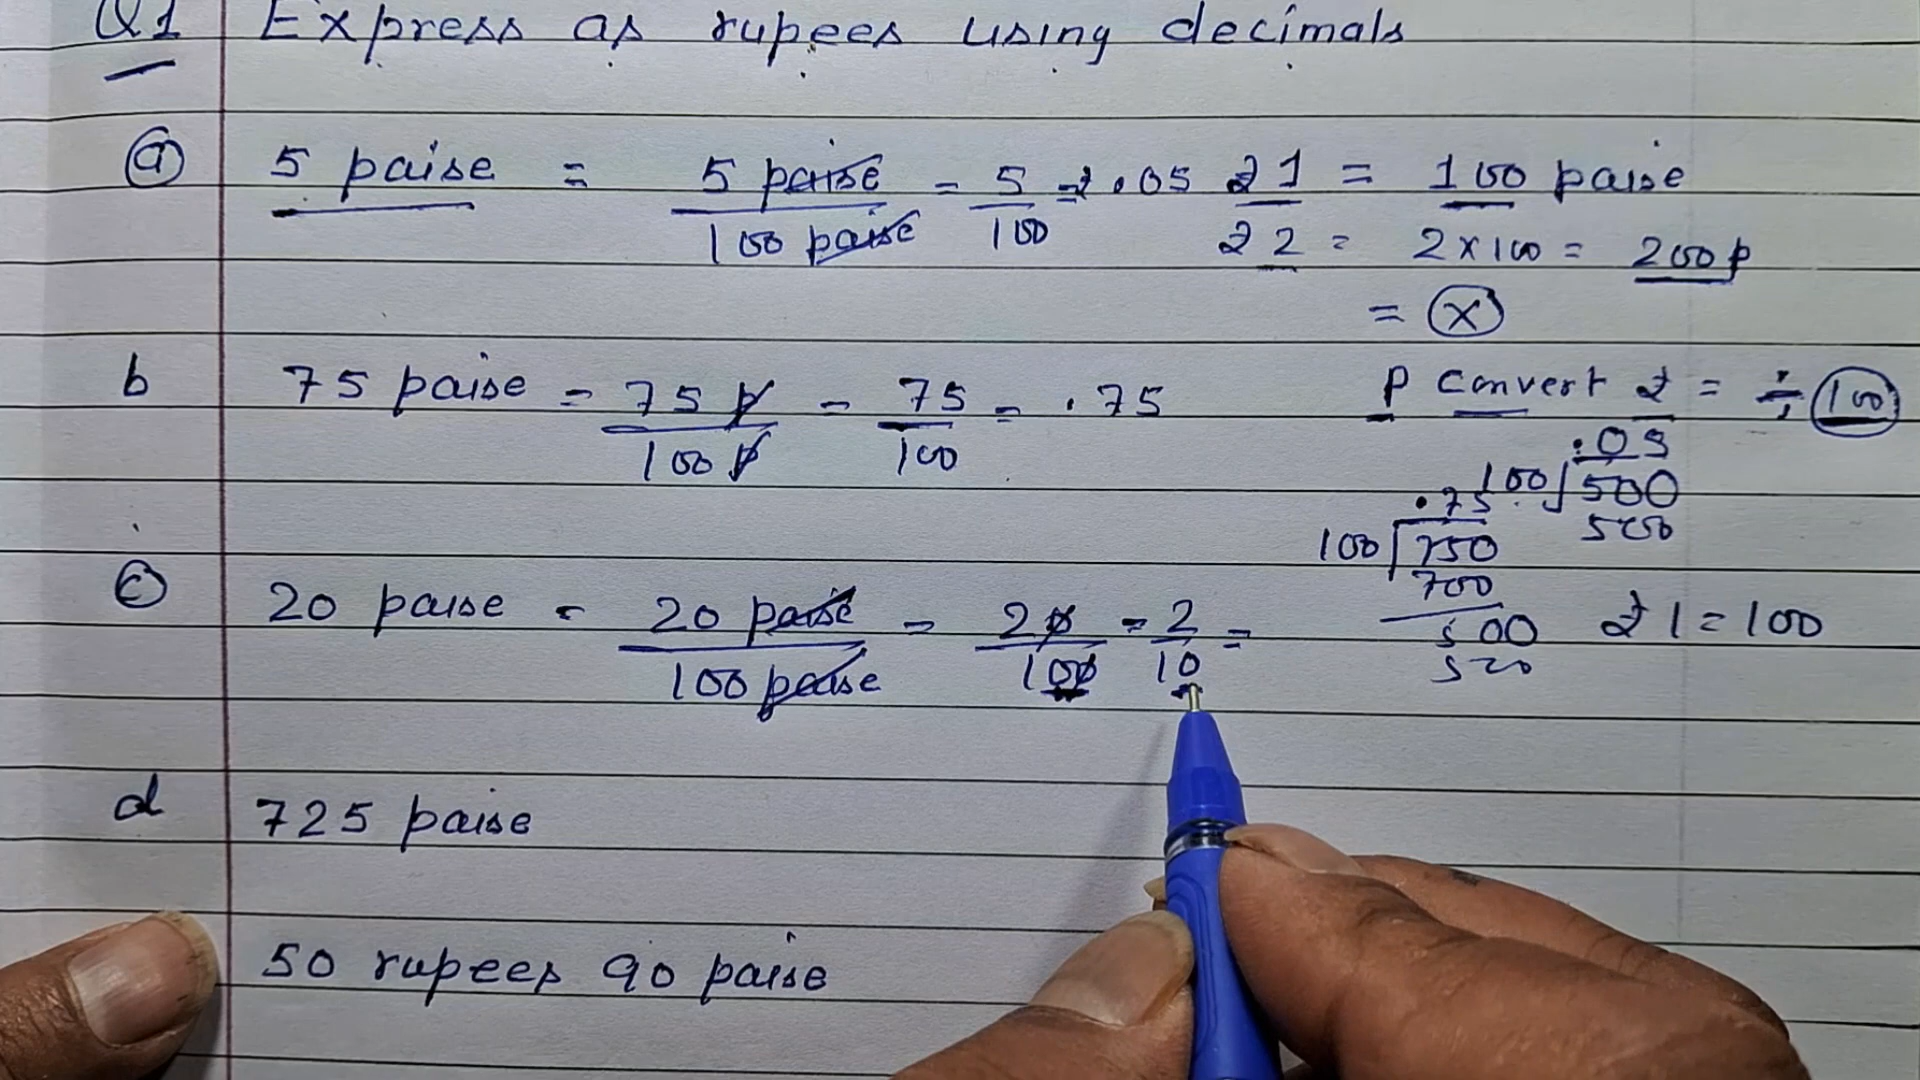 Q1 Express as rupees using decimals
a 5 paise = 5 paise / 100 paise = 5 / 100 = ₹ .05 ₹ 1 = 100 paise
₹ 2 = 2 x 100 = 200 p
= x
b 75 paise = 75 p / 100 p = 75 / 100 = .75 P convert ₹ = ÷ 100
.05
100 500
500
.75
100 750
700
500
500
c 20 paise = 20 paise / 100 paise = 20 / 100 = 2 / 10 = ₹ 1 = 100
d 725 paise
50 rupees 90 paise